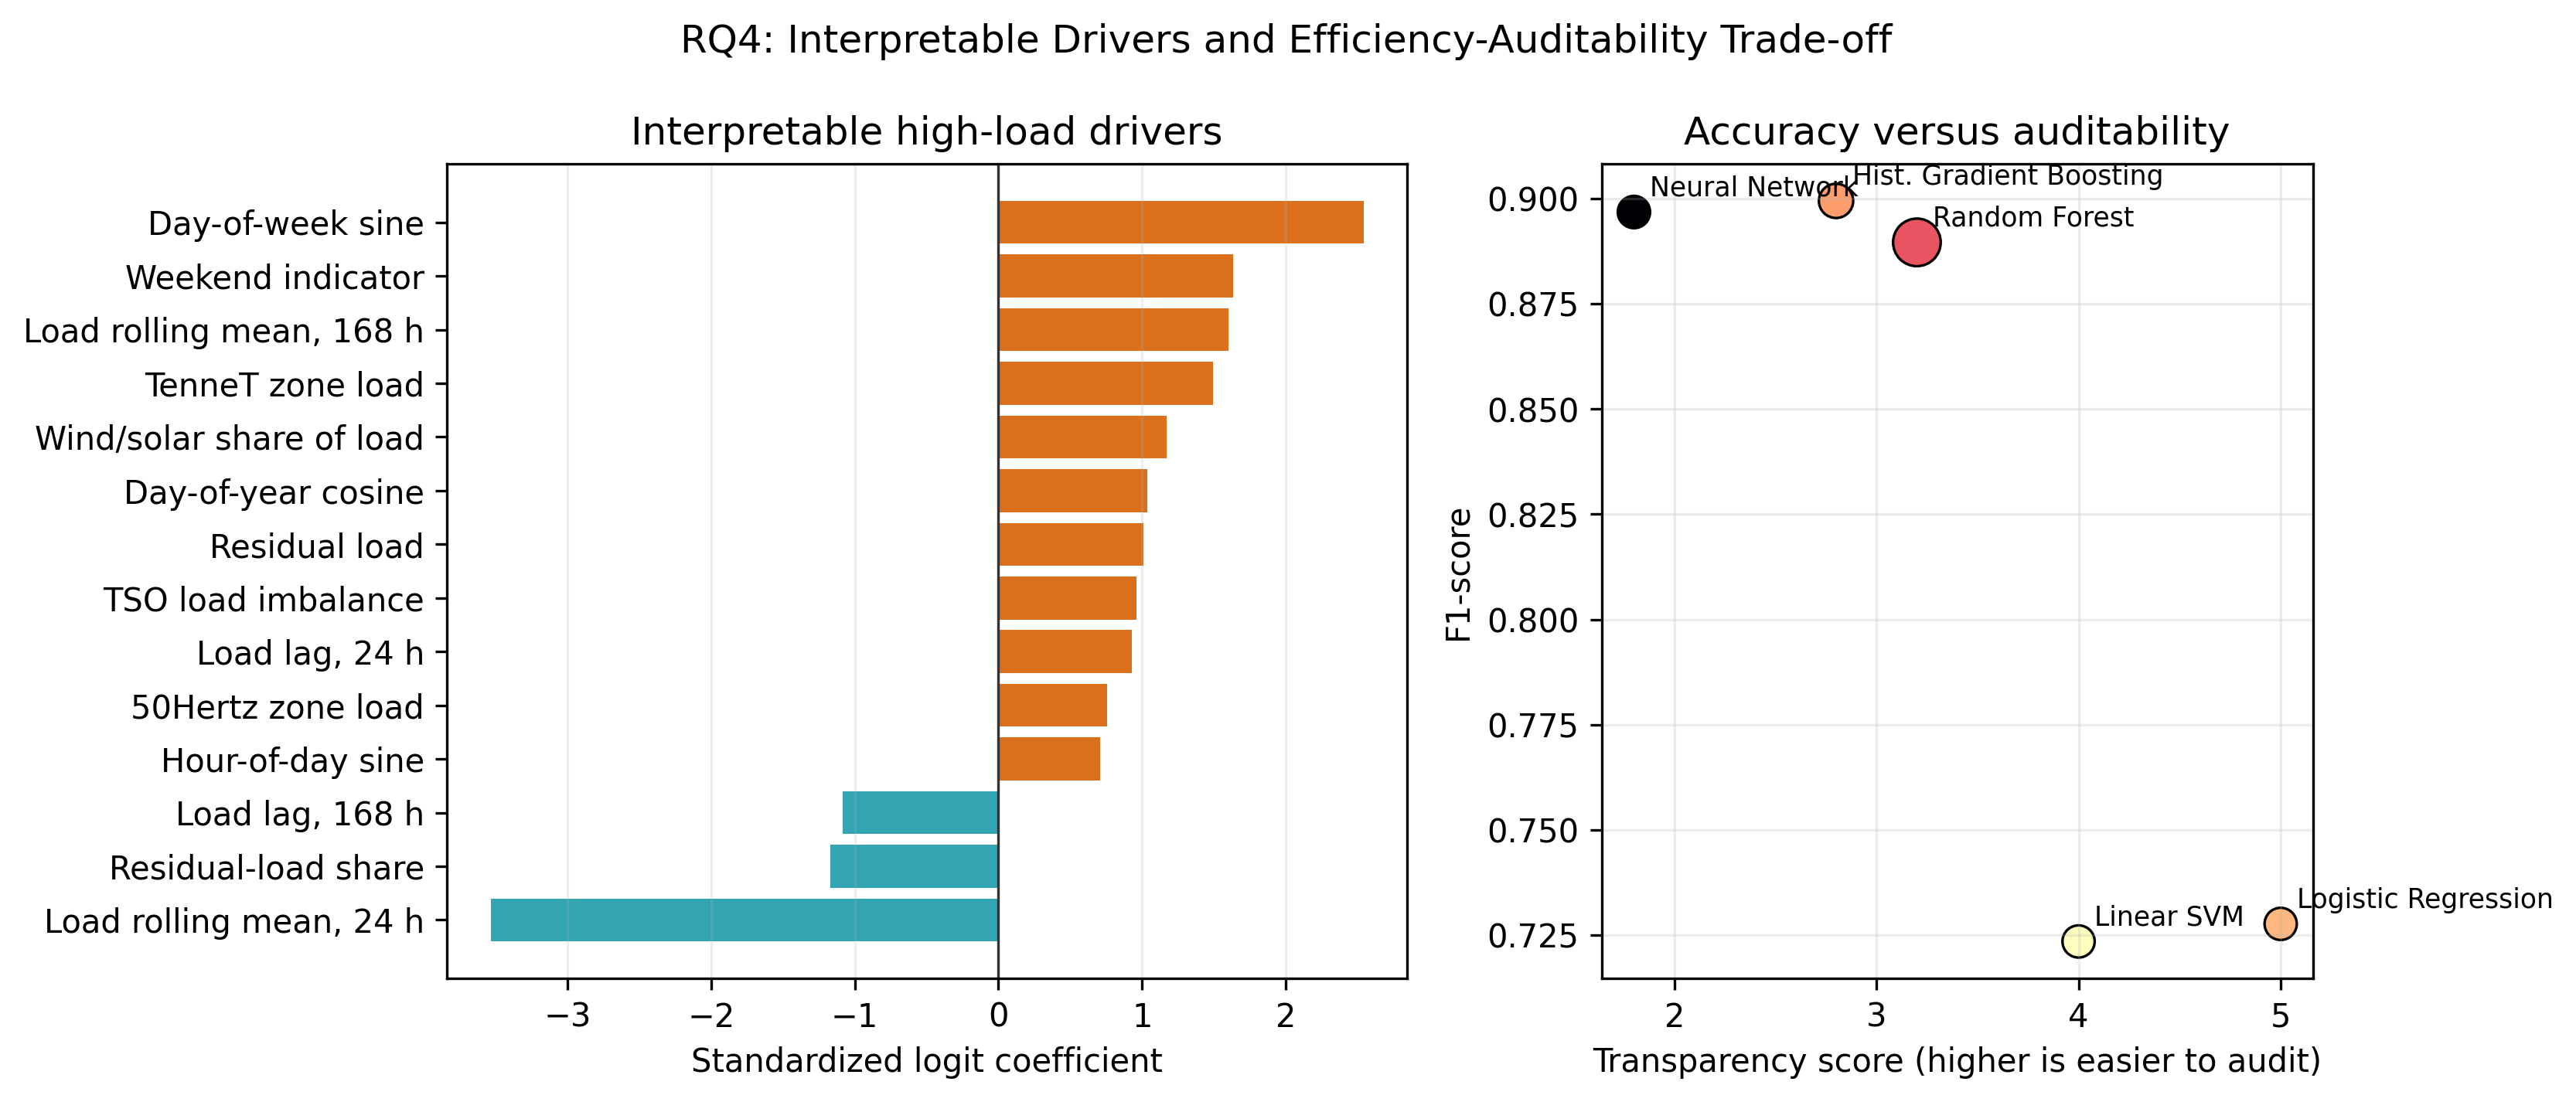 RQ4: Interpretable Drivers and Efficiency-Auditability Trade-off
Interpretable high-load drivers
Day-of-week sine
Weekend indicator
Load rolling mean, 168 h
TenneT zone load
Wind/solar share of load
Day-of-year cosine
Residual load
TSO load imbalance
Load lag, 24 h
50Hertz zone load
Hour-of-day sine
Load lag, 168 h
Residual-load share
Load rolling mean, 24 h
−3 −2 −1 0 1 2
Standardized logit coefficient
Accuracy versus auditability
F1-score
0.900
0.875
0.850
0.825
0.800
0.775
0.750
0.725
Neural Network
Hist. Gradient Boosting
Random Forest
Linear SVM
Logistic Regression
2 3 4 5
Transparency score (higher is easier to audit)